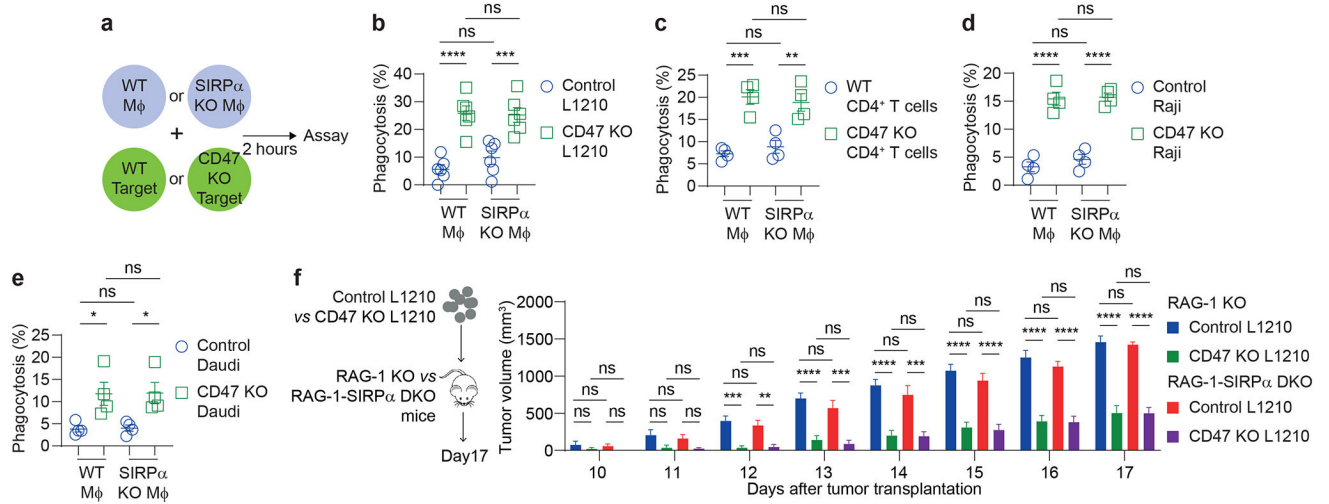 a
WT
Mϕ
or
SIRPα
KO Mϕ
+
2 hours
Assay
WT
Target
or
CD47
KO
Target
b
ns
ns
****
***
Phagocytosis (%)
40
30
20
10
0
WT
Mϕ
SIRPα
KO Mϕ
Control
L1210
CD47 KO
L1210
c
ns
ns
***
**
Phagocytosis (%)
25
20
15
10
5
0
WT
Mϕ
SIRPα
KO Mϕ
WT
CD4+ T cells
CD47 KO
CD4+ T cells
d
ns
ns
****
****
Phagocytosis (%)
20
15
10
5
0
WT
Mϕ
SIRPα
KO Mϕ
Control
Raji
CD47 KO
Raji
e
ns
ns
*
*
Phagocytosis (%)
25
20
15
10
5
0
WT
Mϕ
SIRPα
KO Mϕ
Control
Daudi
CD47 KO
Daudi
f
Control L1210
vs CD47 KO L1210
RAG-1 KO vs
RAG-1-SIRPα DKO
mice
Day17
Tumor volume (mm³)
2000
1500
1000
500
0
ns
ns
ns
ns
ns
ns
ns
ns
ns
ns
***
**
ns
ns
****
***
ns
ns
****
***
ns
ns
****
****
ns
ns
****
****
ns
ns
****
****
10
11
12
13
14
15
16
17
Days after tumor transplantation
RAG-1 KO
Control L1210
CD47 KO L1210
RAG-1-SIRPα DKO
Control L1210
CD47 KO L1210